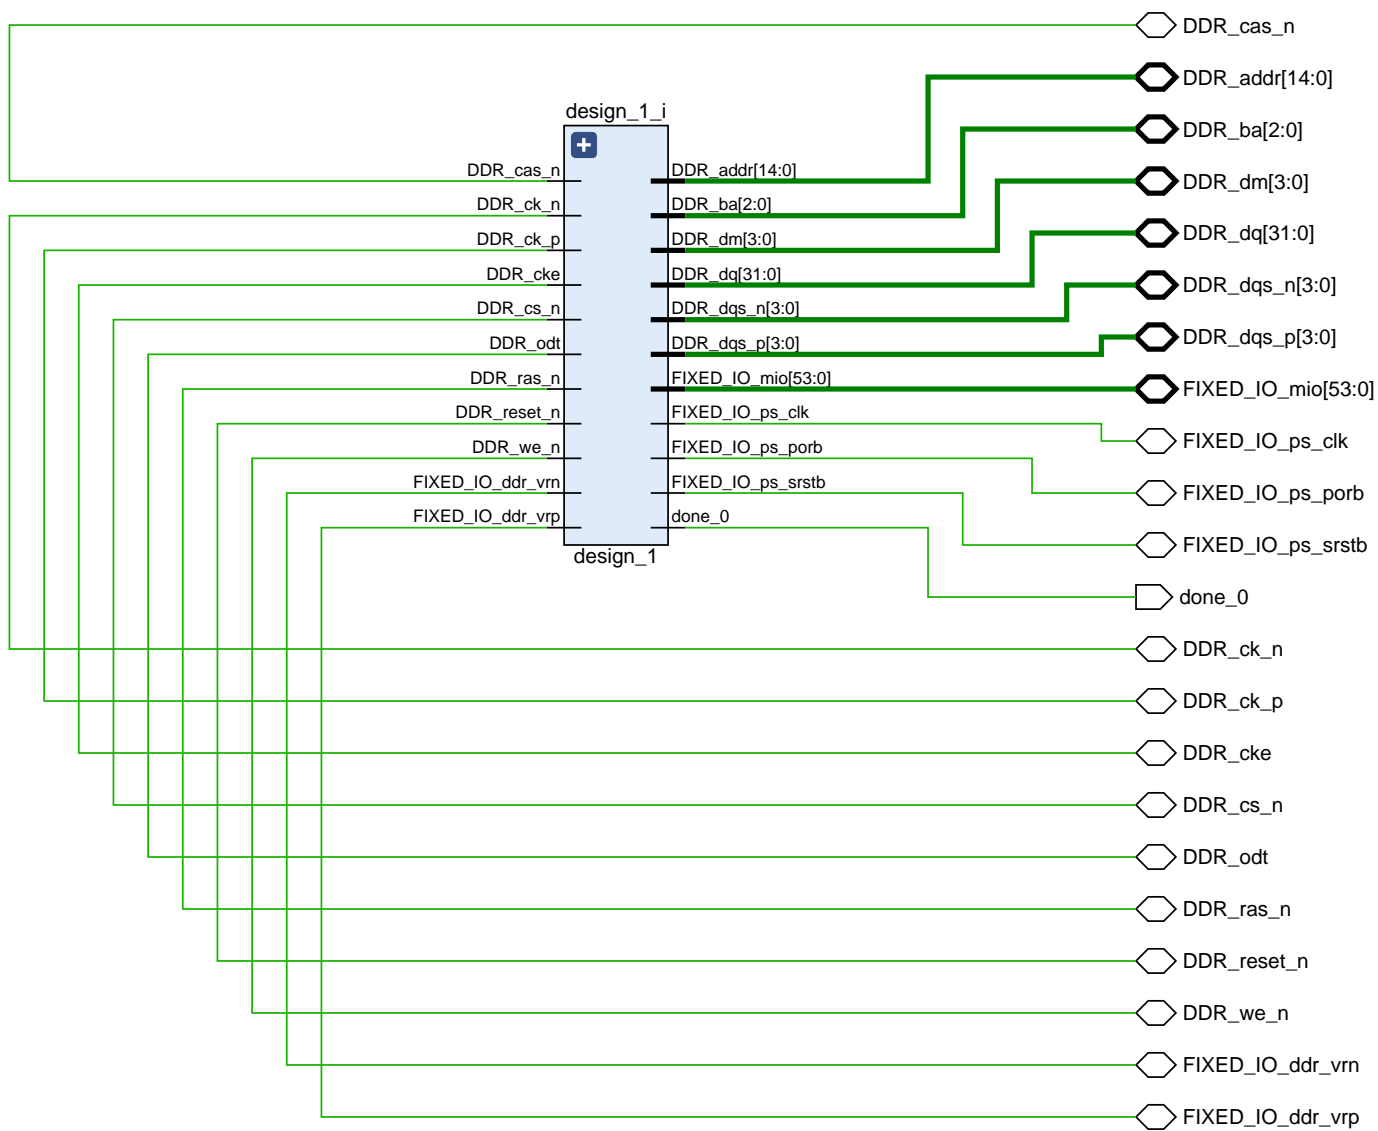 DDR_cas_n
DDR_addr[14:0]
DDR_ba[2:0]
DDR_dm[3:0]
DDR_dq[31:0]
DDR_dqs_n[3:0]
DDR_dqs_p[3:0]
FIXED_IO_mio[53:0]
FIXED_IO_ps_clk
FIXED_IO_ps_porb
FIXED_IO_ps_srstb
done_0
DDR_ck_n
DDR_ck_p
DDR_cke
DDR_cs_n
DDR_odt
DDR_ras_n
DDR_reset_n
DDR_we_n
FIXED_IO_ddr_vrn
FIXED_IO_ddr_vrp
design_1_i
DDR_cas_n
DDR_ck_n
DDR_ck_p
DDR_cke
DDR_cs_n
DDR_odt
DDR_ras_n
DDR_reset_n
DDR_we_n
FIXED_IO_ddr_vrn
FIXED_IO_ddr_vrp
DDR_addr[14:0]
DDR_ba[2:0]
DDR_dm[3:0]
DDR_dq[31:0]
DDR_dqs_n[3:0]
DDR_dqs_p[3:0]
FIXED_IO_mio[53:0]
FIXED_IO_ps_clk
FIXED_IO_ps_porb
FIXED_IO_ps_srstb
done_0
design_1